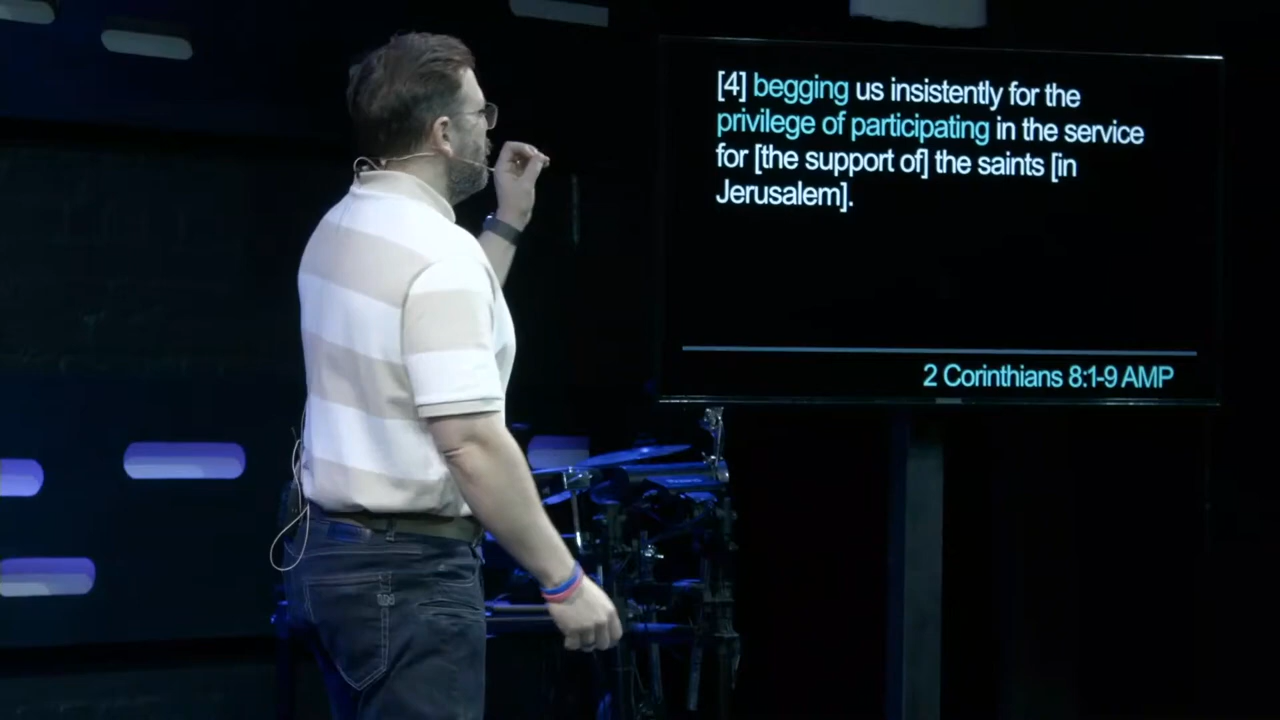 [4] begging us insistently for the
privilege of participating in the service
for [the support of] the saints [in
Jerusalem].
2 Corinthians 8:1-9 AMP